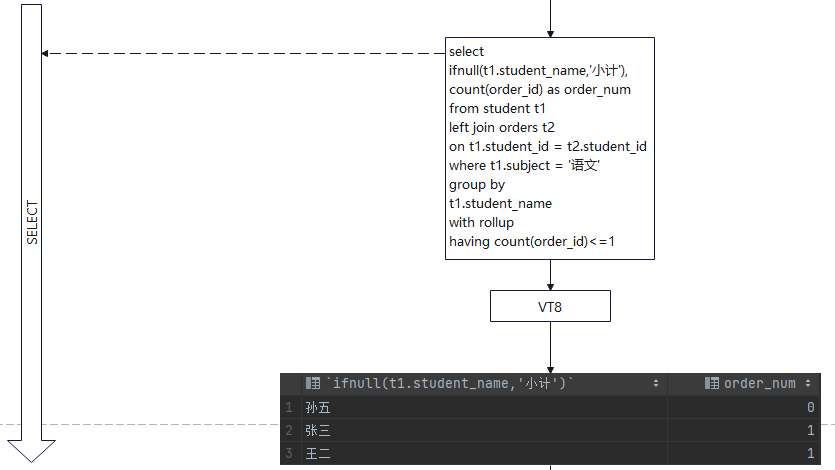 select
ifnull(t1.student_name,'小计'),
count(order_id) as order_num
from student t1
left join orders t2
on t1.student_id = t2.student_id
where t1.subject = '语文'
group by
t1.student_name
with rollup
having count(order_id)<=1
SELECT
VT8
`ifnull(t1.student_name,'小计')` order_num
1 孙五 0
2 张三 1
3 王二 1